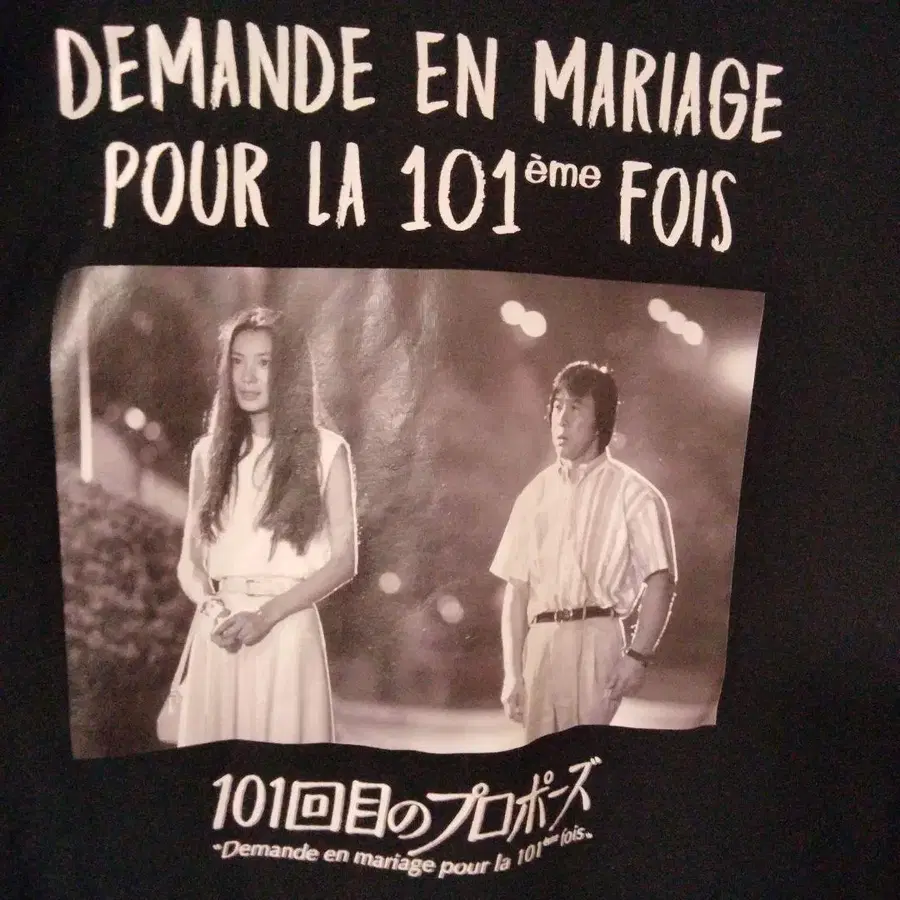 DEMANDE EN MARIAGE
POUR LA 101ème FOIS
101回目のプロポーズ
"Demande en mariage pour la 101ème fois"